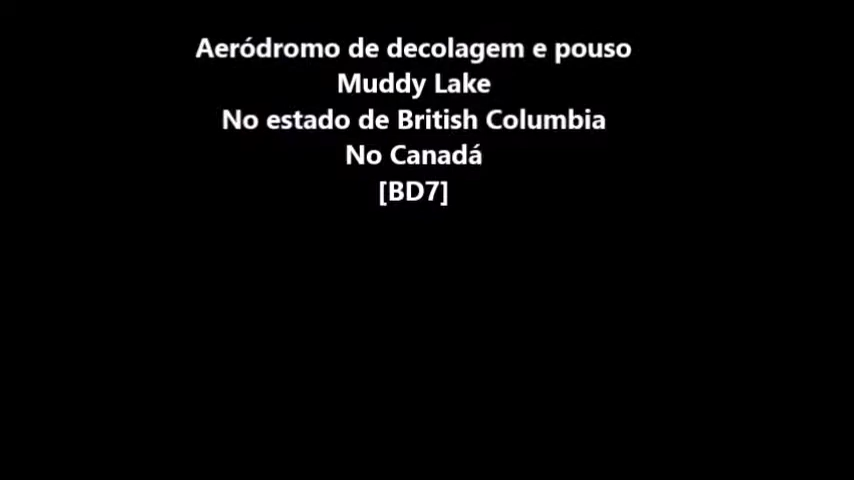 Aeródromo de decolagem e pouso
Muddy Lake
No estado de British Columbia
No Canadá
[BD7]